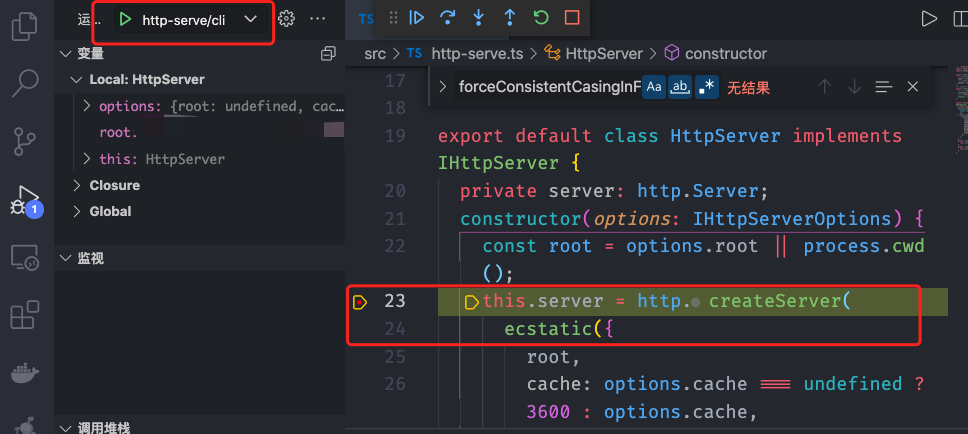 运... http-serve/cli
变量
Local: HttpServer
options: {root: undefined, cac...
root.
this: HttpServer
Closure
Global
监视
调用堆栈
1
TS
src > TS http-serve.ts > HttpServer > constructor
forceConsistentCasingInF Aa ab .* 无结果
17
18
19 export default class HttpServer implements
IHttpServer {
20 private server: http.Server;
21 constructor(options: IHttpServerOptions) {
22 const root = options.root || process.cwd
();
23 this.server = http. createServer(
24 ecstatic({
25 root,
26 cache: options.cache === undefined ?
3600 : options.cache,